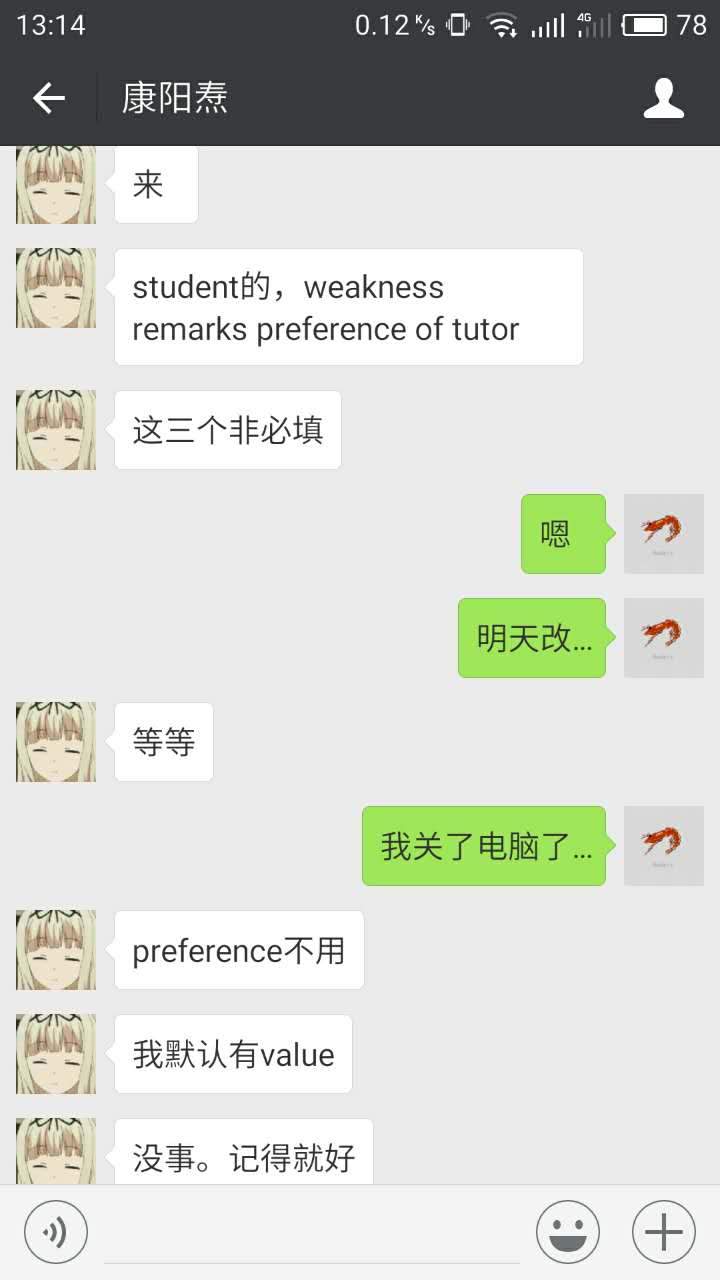 13:14
0.12 K/s
4G
78
康阳焘
来
student的，weakness
remarks preference of tutor
这三个非必填
嗯
明天改...
等等
我关了电脑了...
preference不用
我默认有value
没事。记得就好